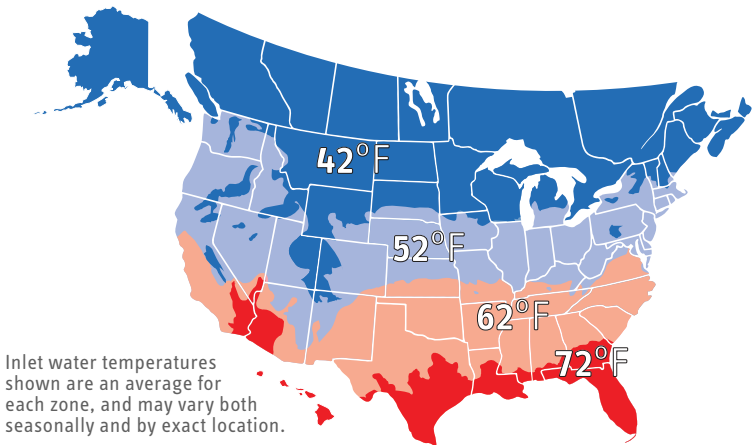 42°F
52°F
62°F
72°F
Inlet water temperatures
shown are an average for
each zone, and may vary both
seasonally and by exact location.